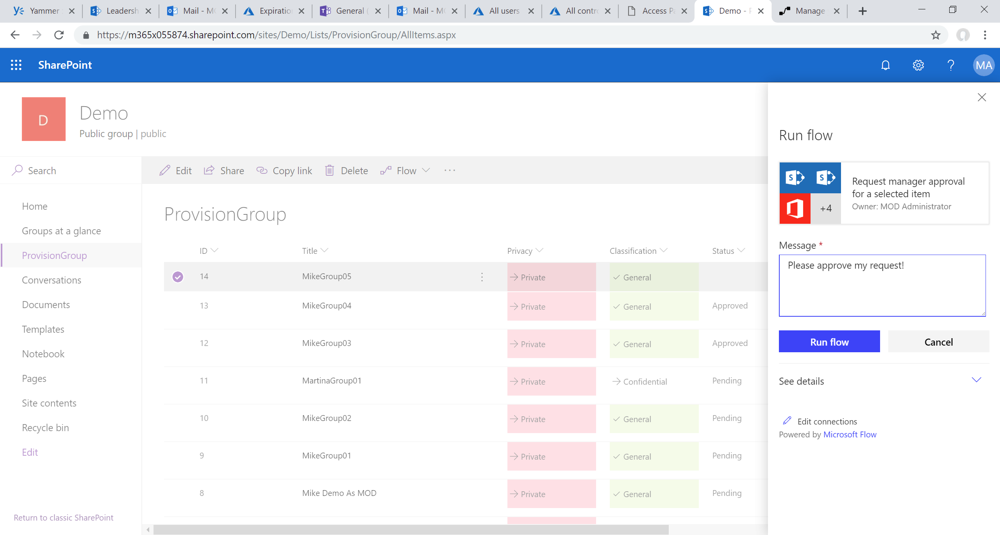 Yammer Leadersh Mail - M Expiratio General ( Mail - M All users All contro Access Pa Demo - P Manage
https://m365x055874.sharepoint.com/sites/Demo/Lists/ProvisionGroup/AllItems.aspx
SharePoint MA
D
Demo
Public group | public
Search
Home
Groups at a glance
ProvisionGroup
Conversations
Documents
Templates
Notebook
Pages
Site contents
Recycle bin
Edit
Return to classic SharePoint
Edit Share Copy link Delete Flow
ProvisionGroup
ID Title Privacy Classification Status
14 MikeGroup05 Private General
13 MikeGroup04 Private General Approved
12 MikeGroup03 Private General Approved
11 MartinaGroup01 Private Confidential Pending
10 MikeGroup02 Private General Pending
9 MikeGroup01 Private General Pending
8 Mike Demo As MOD Private General Pending
Run flow
+4
Request manager approval
for a selected item
Owner: MOD Administrator
Message *
Please approve my request!
Run flow Cancel
See details
Edit connections
Powered by Microsoft Flow